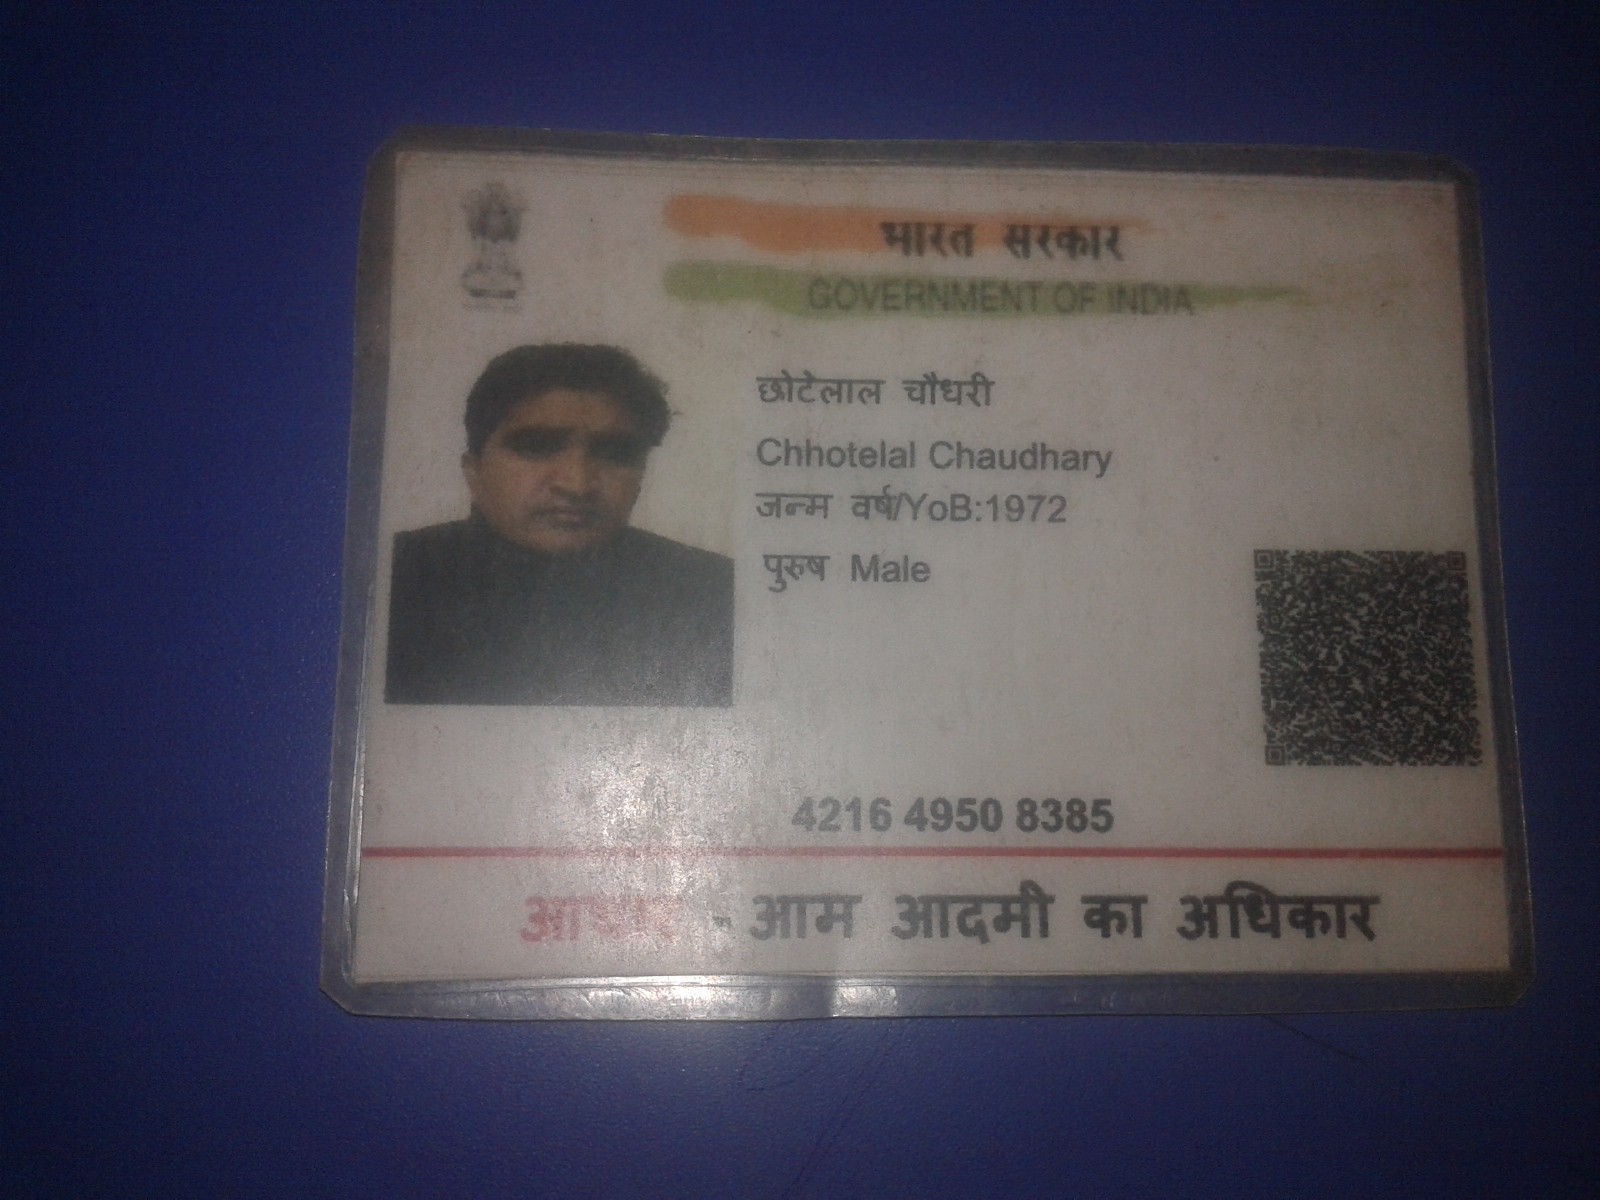 भारत सरकार
GOVERNMENT OF INDIA
छोटेलाल चौधरी
Chhotelal Chaudhary
जन्म वर्ष/YoB:1972
पुरुष Male
4216 4950 8385
आधार - आम आदमी का अधिकार